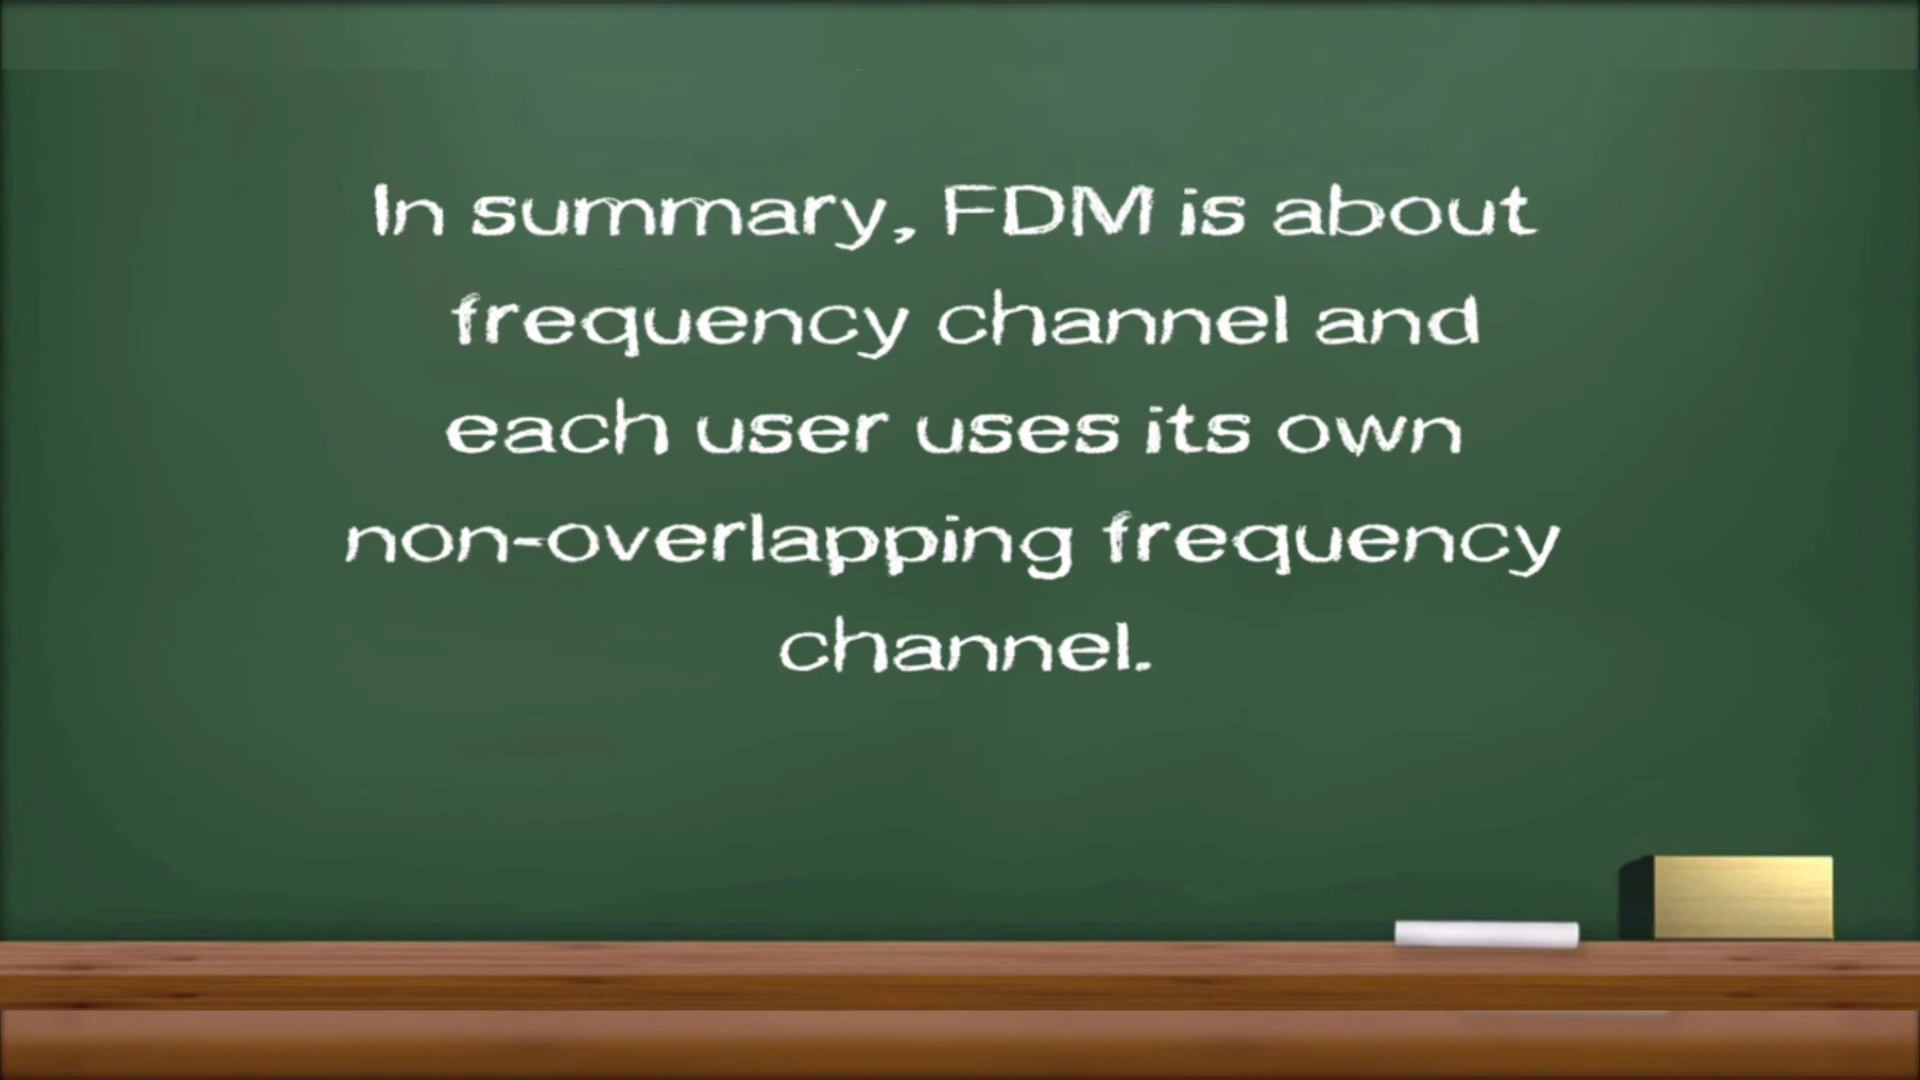 In summary, FDM is about
frequency channel and
each user uses its own
non-overlapping frequency
channel.